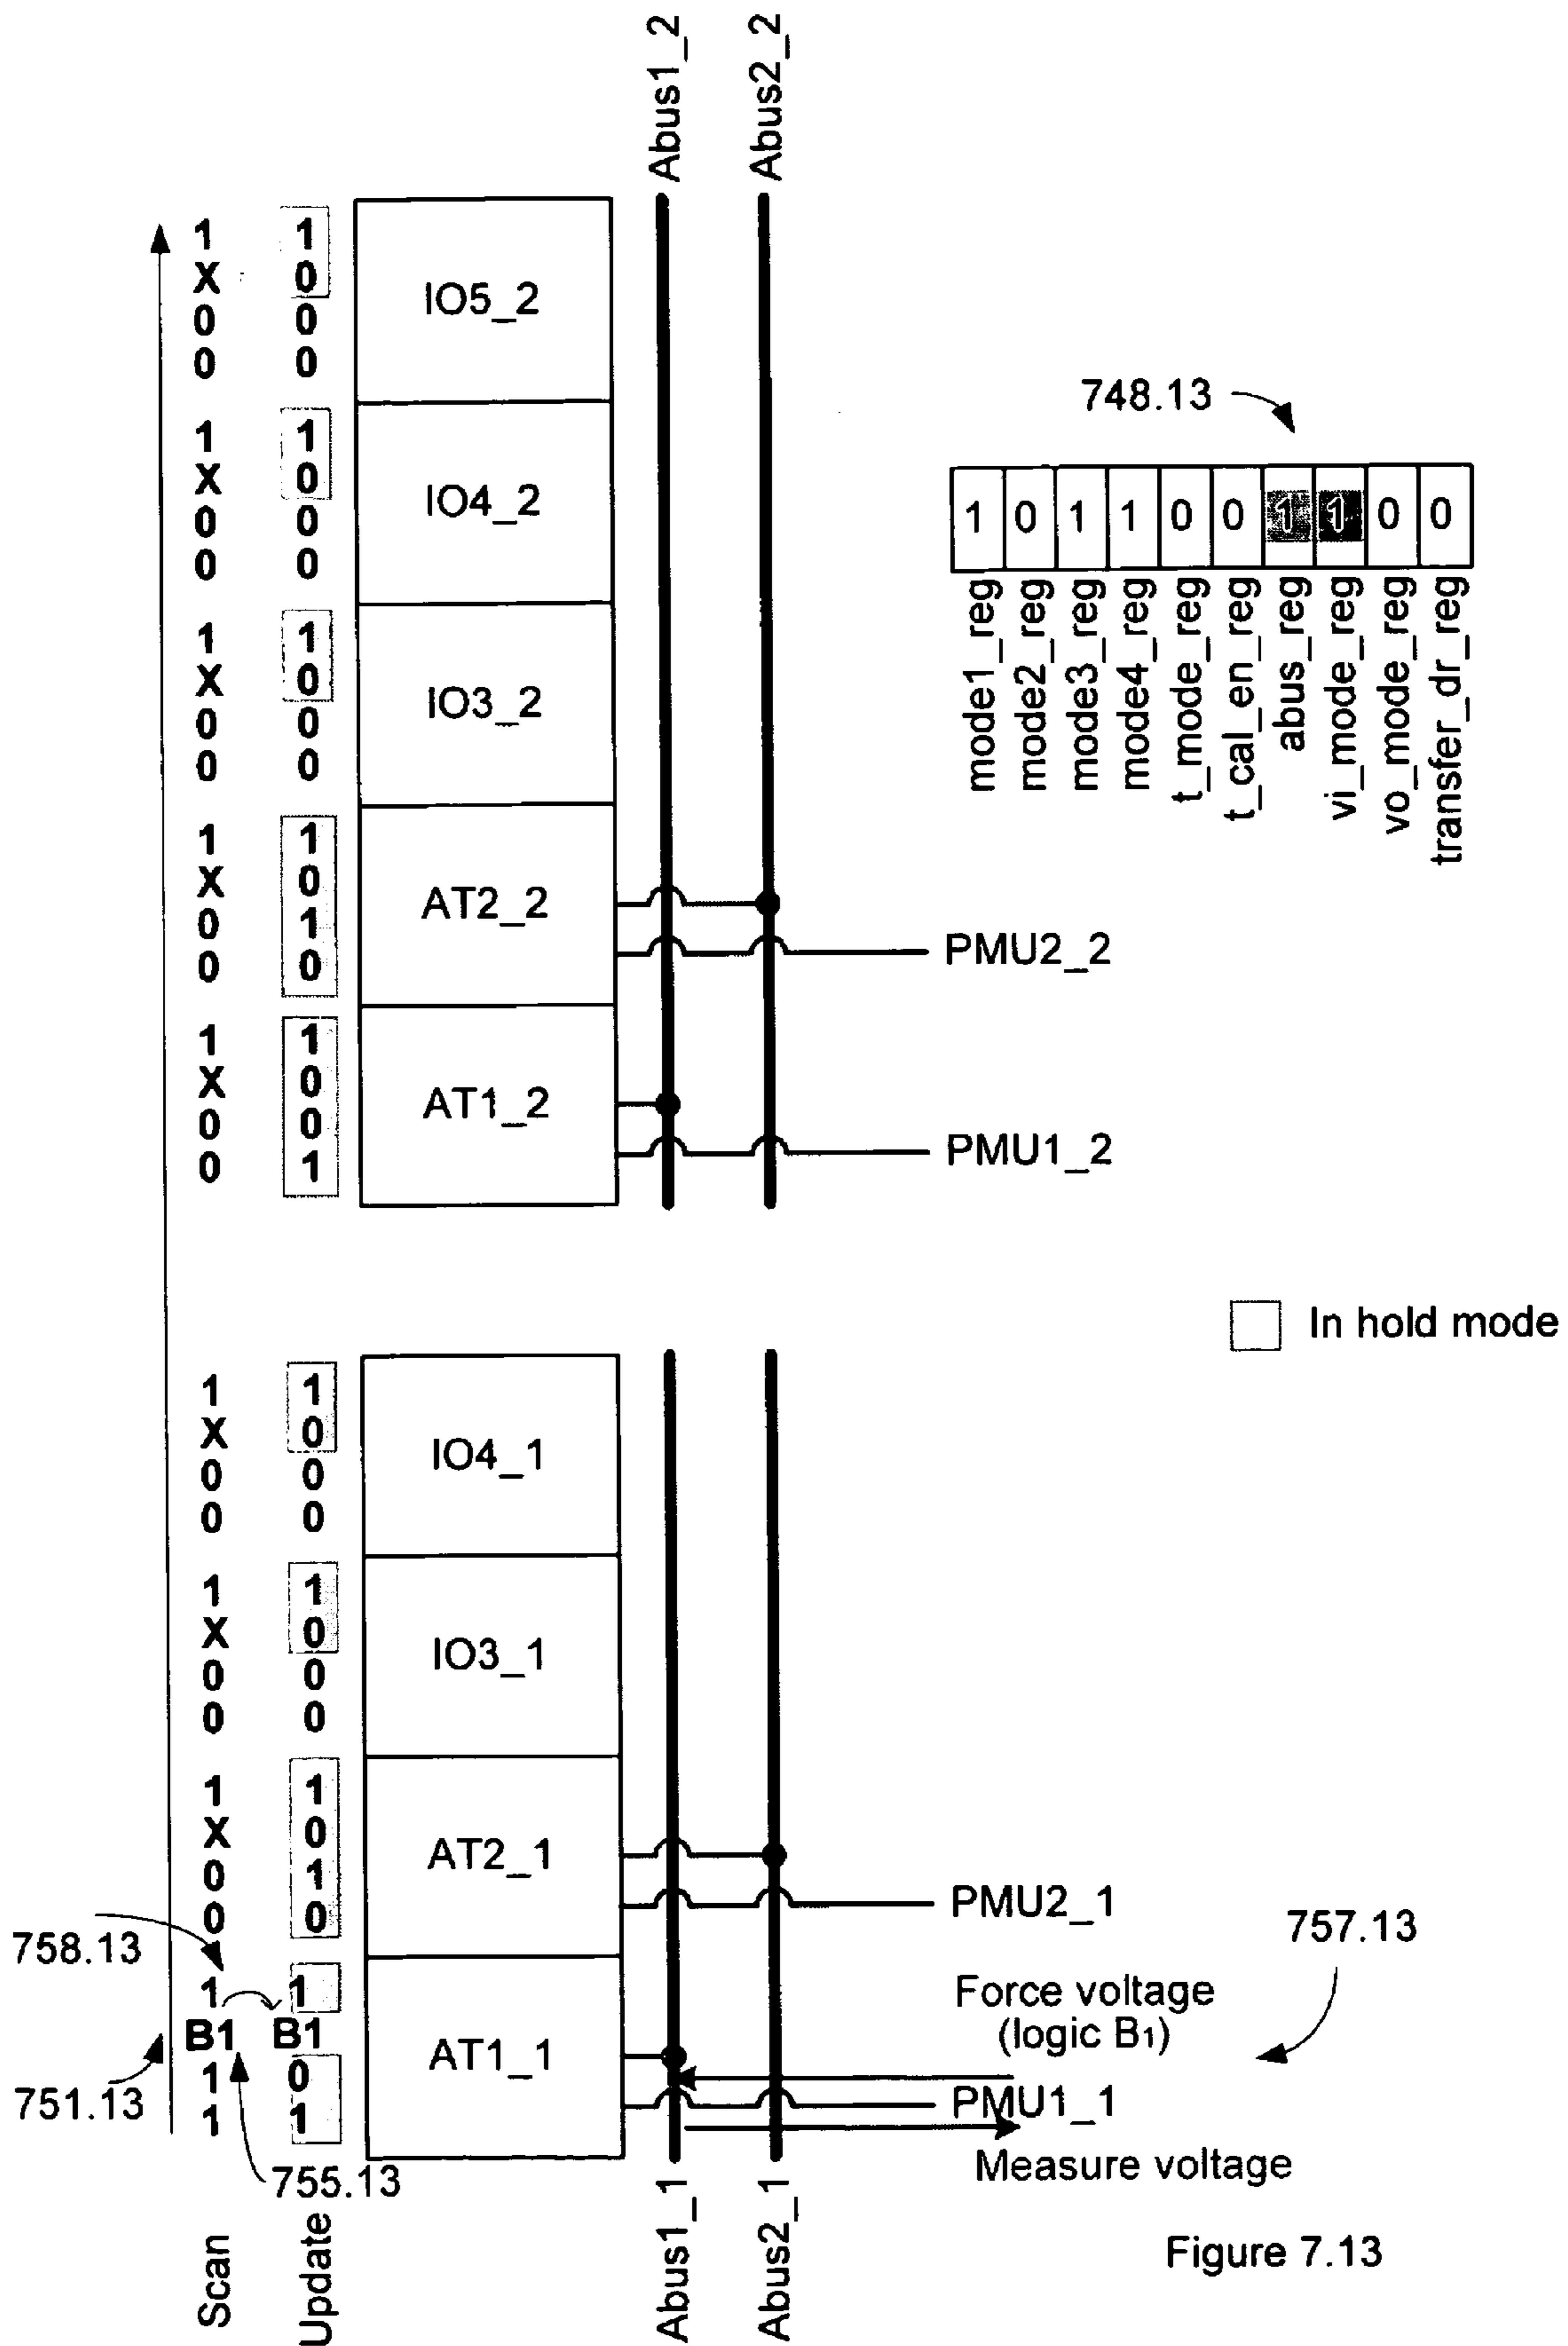 Abus1_2
Abus2_2
1 1
X 0
0 0
0 0
IO5_2
1 1
X 0
0 0
0 0
IO4_2
1 1
X 0
0 0
0 0
IO3_2
1 1
X 0
0 1
0 0
AT2_2
PMU2_2
1 1
X 0
0 0
0 1
AT1_2
PMU1_2
748.13
1 0 1 1 0 0 1 1 0 0
mode1_reg
mode2_reg
mode3_reg
mode4_reg
t_mode_reg
t_cal_en_reg
abus_reg
vi_mode_reg
vo_mode_reg
transfer_dr_reg
In hold mode
1 1
X 0
0 0
0 0
IO4_1
1 1
X 0
0 0
0 0
IO3_1
1 1
X 0
0 1
0 0
AT2_1
PMU2_1
758.13
1 1
B1 B1
1 0
1 1
AT1_1
751.13
755.13
757.13
Force voltage
(logic B1)
PMU1_1
Measure voltage
Scan
Update
Abus1_1
Abus2_1
Figure 7.13